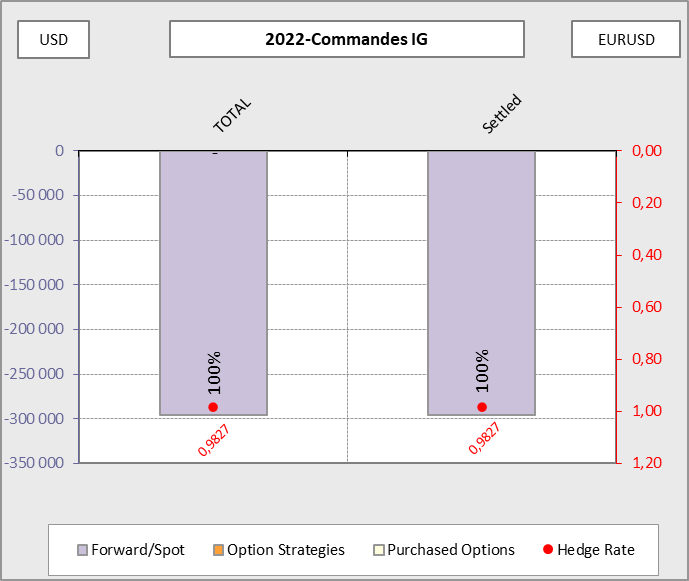 USD
2022-Commandes IG
EURUSD
TOTAL
Settled
0
-50 000
-100 000
-150 000
-200 000
-250 000
-300 000
-350 000
0,00
0,20
0,40
0,60
0,80
1,00
1,20
100%
100%
0,9827
0,9827
Forward/Spot
Option Strategies
Purchased Options
Hedge Rate